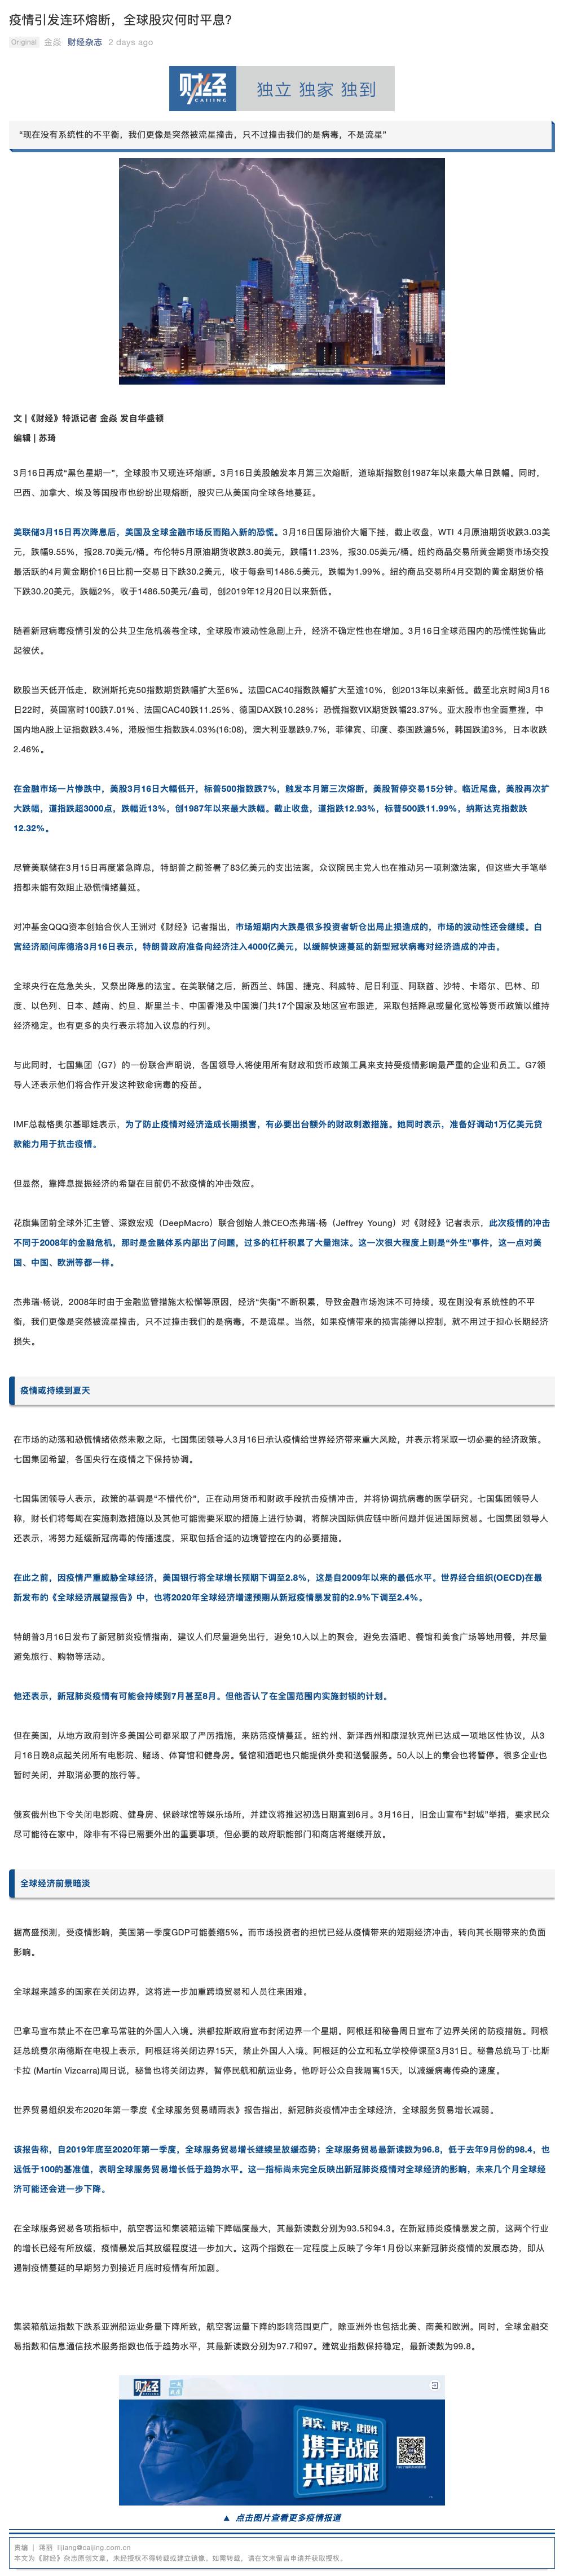 疫情引发连环熔断，全球股灾何时平息？
Original 金焱 财经杂志 2 days ago
财经
CAIJING
独立 独家 独到
“现在没有系统性的不平衡，我们更像是突然被流星撞击，只不过撞击我们的是病毒，不是流星”
文 |《财经》特派记者 金焱 发自华盛顿
编辑 | 苏琦
3月16日再成“黑色星期一”，全球股市又现连环熔断。3月16日美股触发本月第三次熔断，道琼斯指数创1987年以来最大单日跌幅。同时，
巴西、加拿大、埃及等国股市也纷纷出现熔断，股灾已从美国向全球各地蔓延。
美联储3月15日再次降息后，美国及全球金融市场反而陷入新的恐慌。3月16日国际油价大幅下挫，截止收盘，WTI 4月原油期货收跌3.03美
元，跌幅9.55%，报28.70美元/桶。布伦特5月原油期货收跌3.80美元，跌幅11.23%，报30.05美元/桶。纽约商品交易所黄金期货市场交投
最活跃的4月黄金期价16日比前一交易日下跌30.2美元，收于每盎司1486.5美元，跌幅为1.99%。纽约商品交易所4月交割的黄金期货价格
下跌30.20美元，跌幅2%，收于1486.50美元/盎司，创2019年12月20日以来新低。
随着新冠病毒疫情引发的公共卫生危机袭卷全球，全球股市波动性急剧上升，经济不确定性也在增加。3月16日全球范围内的恐慌性抛售此
起彼伏。
欧股当天低开低走，欧洲斯托克50指数期货跌幅扩大至6%。法国CAC40指数跌幅扩大至逾10%，创2013年以来新低。截至北京时间3月16
日22时，英国富时100跌7.01%、法国CAC40跌11.25%、德国DAX跌10.28%；恐慌指数VIX期货跌幅23.37%。亚太股市也全面重挫，中
国内地A股上证指数跌3.4%，港股恒生指数跌4.03%(16:08)，澳大利亚暴跌9.7%，菲律宾、印度、泰国跌逾5%，韩国跌逾3%，日本收跌
2.46%。
在金融市场一片惨跌中，美股3月16日大幅低开，标普500指数跌7%，触发本月第三次熔断，美股暂停交易15分钟。临近尾盘，美股再次扩
大跌幅，道指跌超3000点，跌幅近13%，创1987年以来最大跌幅。截止收盘，道指跌12.93%，标普500跌11.99%，纳斯达克指数跌
12.32%。
尽管美联储在3月15日再度紧急降息，特朗普之前签署了83亿美元的支出法案，众议院民主党人也在推动另一项刺激法案，但这些大手笔举
措都未能有效阻止恐慌情绪蔓延。
对冲基金QQQ资本创始合伙人王洲对《财经》记者指出，市场短期内大跌是很多投资者斩仓出局止损造成的，市场的波动性还会继续。白
宫经济顾问库德洛3月16日表示，特朗普政府准备向经济注入4000亿美元，以缓解快速蔓延的新型冠状病毒对经济造成的冲击。
全球央行在危急关头，又祭出降息的法宝。在美联储之后，新西兰、韩国、捷克、科威特、尼日利亚、阿联酋、沙特、卡塔尔、巴林、印
度、以色列、日本、越南、约旦、斯里兰卡、中国香港及中国澳门共17个国家及地区宣布跟进，采取包括降息或量化宽松等货币政策以维持
经济稳定。也有更多的央行表示将加入议息的行列。
与此同时，七国集团（G7）的一份联合声明说，各国领导人将使用所有财政和货币政策工具来支持受疫情影响最严重的企业和员工。G7领
导人还表示他们将合作开发这种致命病毒的疫苗。
IMF总裁格奥尔基耶娃表示，为了防止疫情对经济造成长期损害，有必要出台额外的财政刺激措施。她同时表示，准备好调动1万亿美元贷
款能力用于抗击疫情。
但显然，靠降息提振经济的希望在目前仍不敌疫情的冲击效应。
花旗集团前全球外汇主管、深数宏观（DeepMacro）联合创始人兼CEO杰弗瑞·杨（Jeffrey Young）对《财经》记者表示，此次疫情的冲击
不同于2008年的金融危机，那时是金融体系内部出了问题，过多的杠杆积累了大量泡沫。这一次很大程度上则是“外生”事件，这一点对美
国、中国、欧洲等都一样。
杰弗瑞·杨说，2008年时由于金融监管措施太松懈等原因，经济“失衡”不断积累，导致金融市场泡沫不可持续。现在则没有系统性的不平
衡，我们更像是突然被流星撞击，只不过撞击我们的是病毒，不是流星。当然，如果疫情带来的损害能得以控制，就不用过于担心长期经济
损失。
疫情或持续到夏天
在市场的动荡和恐慌情绪依然未散之际，七国集团领导人3月16日承认疫情给世界经济带来重大风险，并表示将采取一切必要的经济政策。
七国集团希望，各国央行在疫情之下保持协调。
七国集团领导人表示，政策的基调是“不惜代价”，正在动用货币和财政手段抗击疫情冲击，并将协调抗病毒的医学研究。七国集团领导人
称，财长们将每周在实施刺激措施以及其他可能需要采取的措施上进行协调，将解决国际供应链中断问题并促进国际贸易。七国集团领导人
还表示，将努力延缓新冠病毒的传播速度，采取包括合适的边境管控在内的必要措施。
在此之前，因疫情严重威胁全球经济，美国银行将全球增长预期下调至2.8%，这是自2009年以来的最低水平。世界经合组织(OECD)在最
新发布的《全球经济展望报告》中，也将2020年全球经济增速预期从新冠疫情暴发前的2.9%下调至2.4%。
特朗普3月16日发布了新冠肺炎疫情指南，建议人们尽量避免出行，避免10人以上的聚会，避免去酒吧、餐馆和美食广场等地用餐，并尽量
避免旅行、购物等活动。
他还表示，新冠肺炎疫情有可能会持续到7月甚至8月。但他否认了在全国范围内实施封锁的计划。
但在美国，从地方政府到许多美国公司都采取了严厉措施，来防范疫情蔓延。纽约州、新泽西州和康涅狄克州已达成一项地区性协议，从3
月16日晚8点起关闭所有电影院、赌场、体育馆和健身房。餐馆和酒吧也只能提供外卖和送餐服务。50人以上的集会也将暂停。很多企业也
暂时关闭，并取消必要的旅行等。
俄亥俄州也下令关闭电影院、健身房、保龄球馆等娱乐场所，并建议将推迟初选日期直到6月。3月16日，旧金山宣布“封城”举措，要求民众
尽可能待在家中，除非有不得已需要外出的重要事项，但必要的政府职能部门和商店将继续开放。
全球经济前景暗淡
据高盛预测，受疫情影响，美国第一季度GDP可能萎缩5%。而市场投资者的担忧已经从疫情带来的短期经济冲击，转向其长期带来的负面
影响。
全球越来越多的国家在关闭边界，这将进一步加重跨境贸易和人员往来困难。
巴拿马宣布禁止不在巴拿马常驻的外国人入境。洪都拉斯政府宣布封闭边界一个星期。阿根廷和秘鲁周日宣布了边界关闭的防疫措施。阿根
廷总统费尔南德斯在电视上表示，阿根廷将关闭边界15天，禁止外国人入境。阿根廷的公立和私立学校停课至3月31日。秘鲁总统马丁·比斯
卡拉 (Martín Vizcarra)周日说，秘鲁也将关闭边界，暂停民航和航运业务。他呼吁公众自我隔离15天，以减缓病毒传染的速度。
世界贸易组织发布2020年第一季度《全球服务贸易晴雨表》报告指出，新冠肺炎疫情冲击全球经济，全球服务贸易增长减弱。
该报告称，自2019年底至2020年第一季度，全球服务贸易增长继续呈放缓态势；全球服务贸易最新读数为96.8，低于去年9月份的98.4，也
远低于100的基准值，表明全球服务贸易增长低于趋势水平。这一指标尚未完全反映出新冠肺炎疫情对全球经济的影响，未来几个月全球经
济可能还会进一步下降。
在全球服务贸易各项指标中，航空客运和集装箱运输下降幅度最大，其最新读数分别为93.5和94.3。在新冠肺炎疫情暴发之前，这两个行业
的增长已经有所放缓，疫情暴发后其放缓程度进一步加大。这两个指数在一定程度上反映了今年1月份以来新冠肺炎疫情的发展态势，即从
遏制疫情蔓延的早期努力到接近月底时疫情有所加剧。
集装箱航运指数下跌系亚洲船运业务量下降所致，航空客运量下降的影响范围更广，除亚洲外也包括北美、南美和欧洲。同时，全球金融交
易指数和信息通信技术服务指数也低于趋势水平，其最新读数分别为97.7和97。建筑业指数保持稳定，最新读数为99.8。
财经
真实、科学、建设性
携手战疫
共度时艰
▲ 点击图片查看更多疫情报道
责编 | 蒋丽 lijiang@caijing.com.cn
本文为《财经》杂志原创文章，未经授权不得转载或建立镜像。如需转载，请在文末留言申请并获取授权。